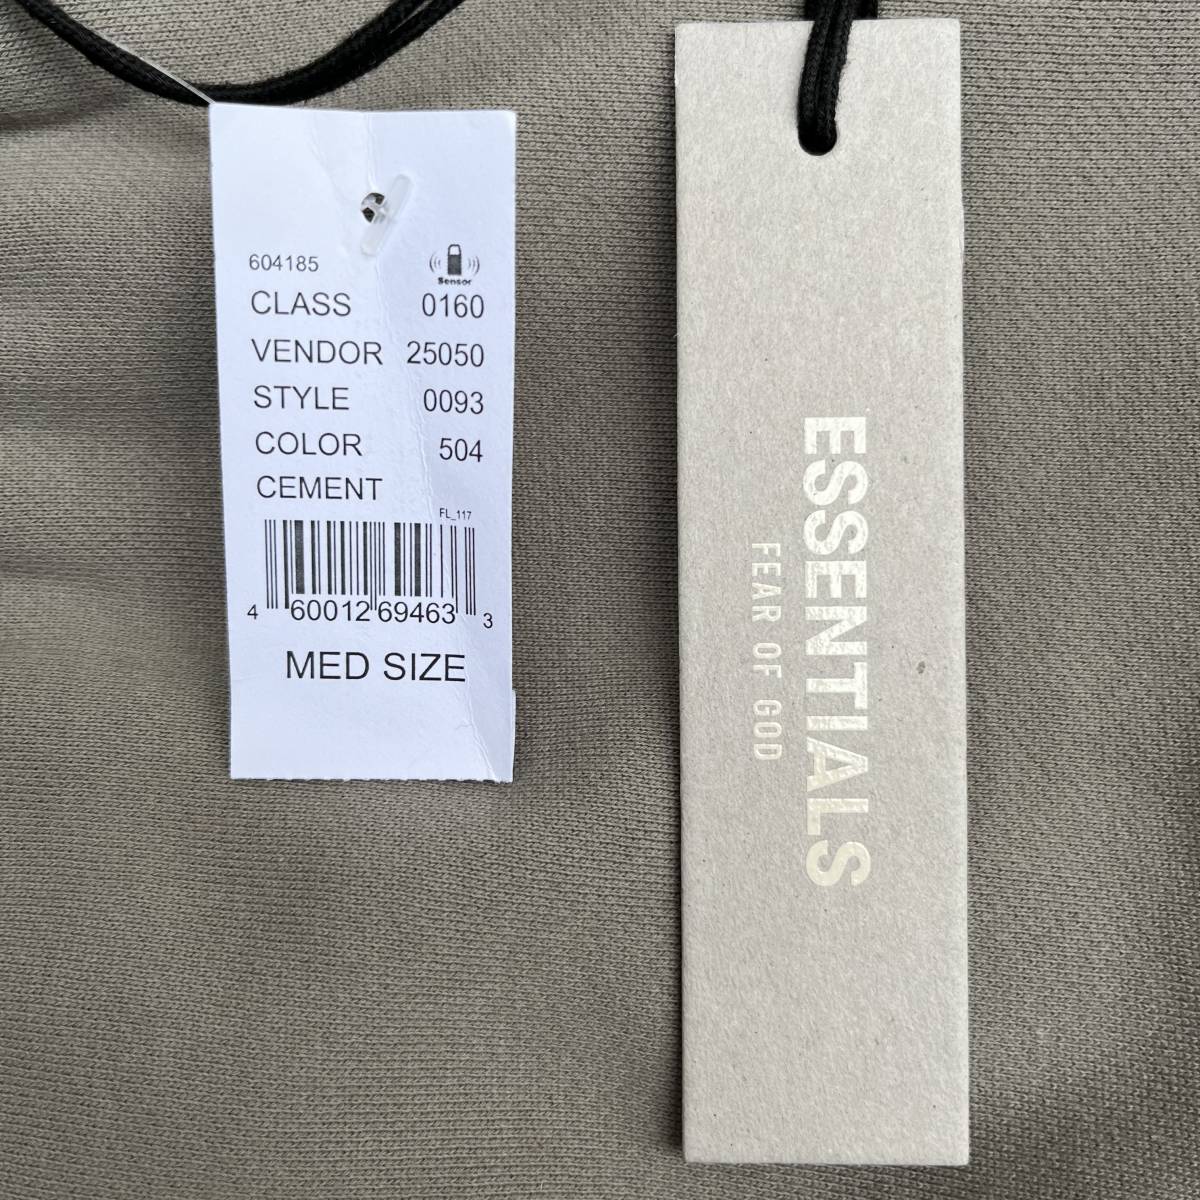 604185
Sensor
CLASS 0160
VENDOR 25050
STYLE 0093
COLOR 504
CEMENT
FL_117
4 60012 69463 3
MED SIZE
ESSENTIALS
FEAR OF GOD